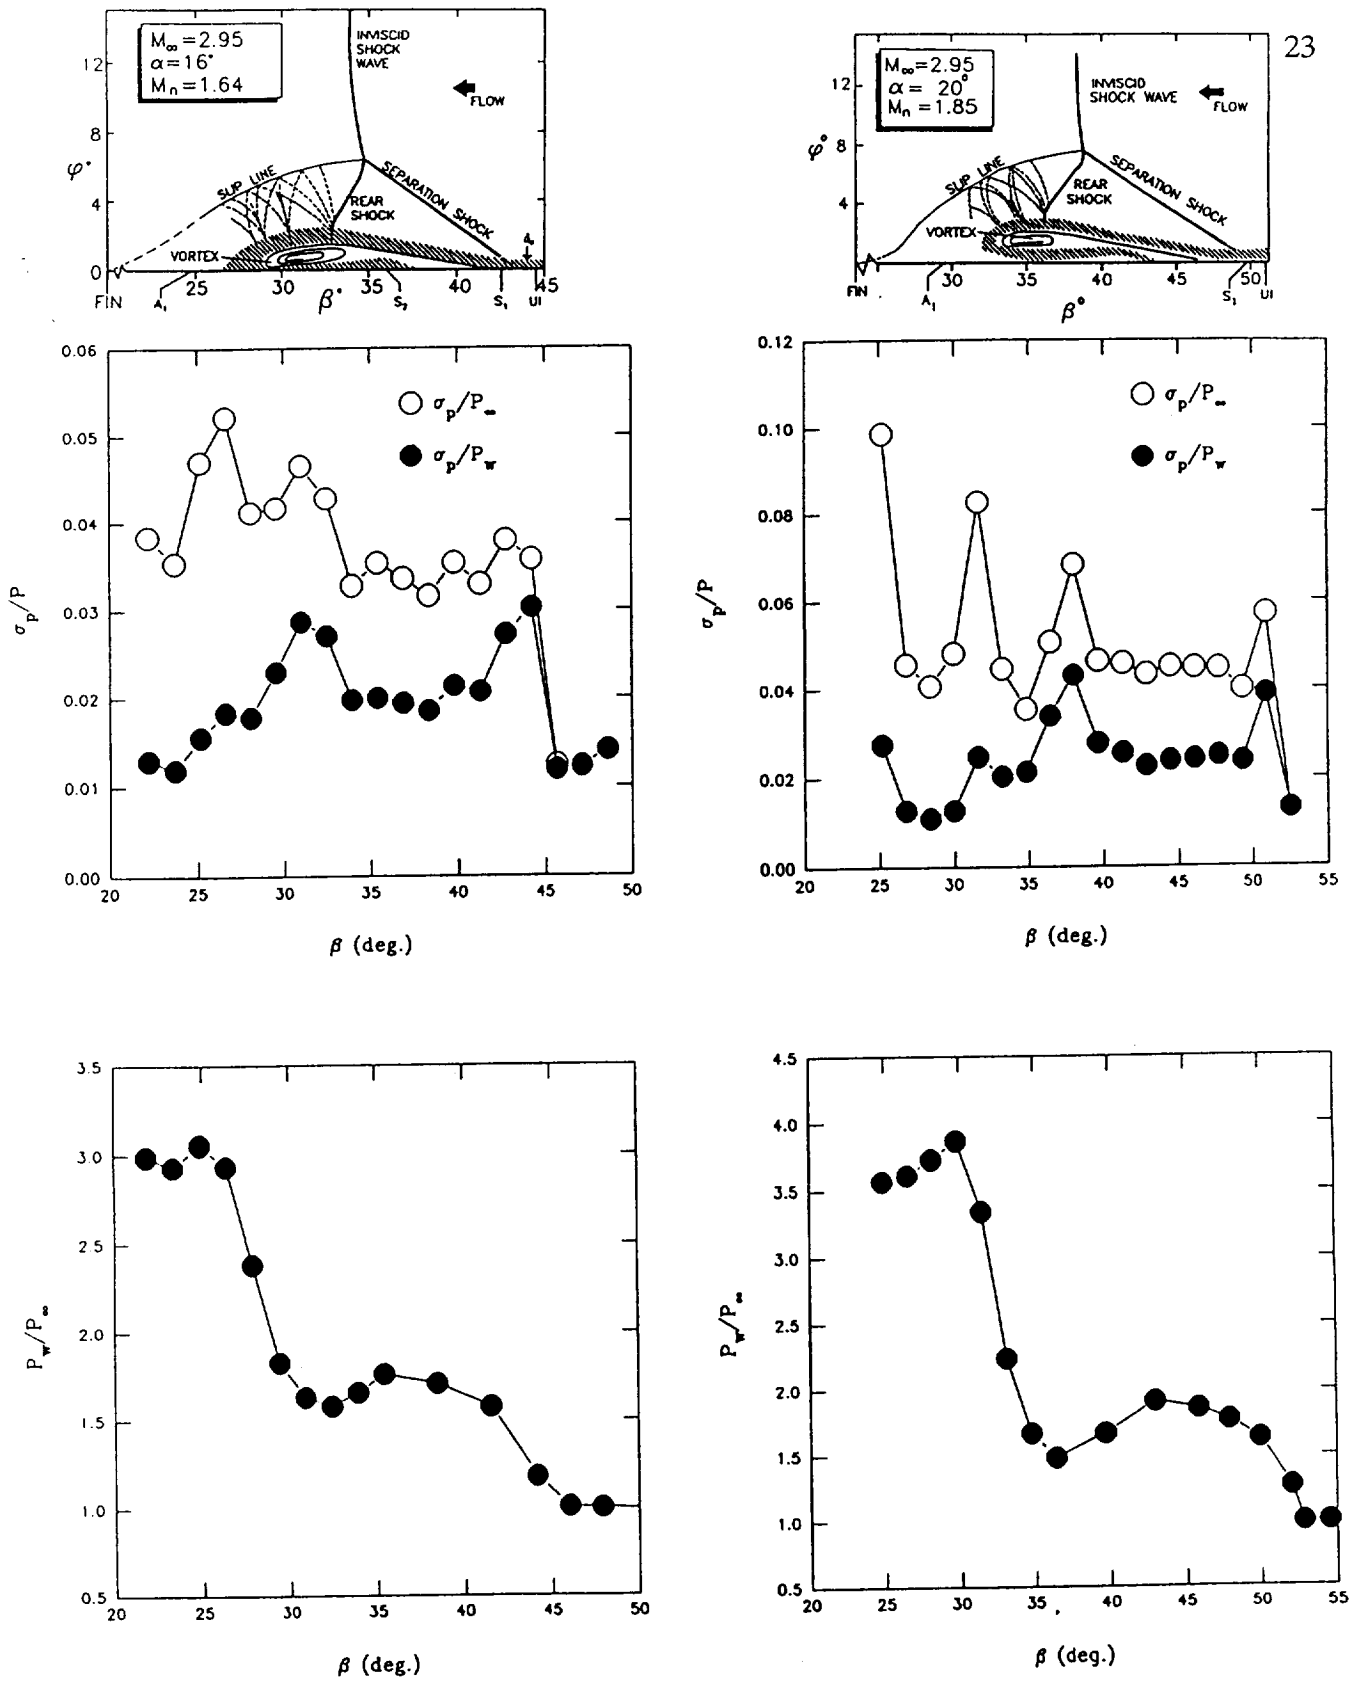 23
M∞=2.95
α=16°
Mn=1.64
INVISCID
SHOCK
WAVE
FLOW
12
8
φ°
4
0
SLIP LINE
SEPARATION SHOCK
REAR
SHOCK
VORTEX
FIN
A₁
25
30
β°
35
S₂
40
S₁
UI
45
M∞=2.95
α= 20°
Mn=1.85
INVISCID
SHOCK WAVE
FLOW
12
φ°
8
4
SLIP LINE
SEPARATION SHOCK
REAR
SHOCK
VORTEX
FIN
A₁
30
35
β°
40
45
S₁
50
UI
0.06
0.05
0.04
0.03
0.02
0.01
0.00
σp/P
σp/P∞
σp/Pw
20 25 30 35 40 45 50
β (deg.)
0.12
0.10
0.08
0.06
0.04
0.02
0.00
σp/P
σp/P∞
σp/Pw
20 25 30 35 40 45 50 55
β (deg.)
3.5
3.0
2.5
2.0
1.5
1.0
0.5
Pw/P∞
20 25 30 35 40 45 50
β (deg.)
4.5
4.0
3.5
3.0
2.5
2.0
1.5
1.0
0.5
Pw/P∞
20 25 30 35 40 45 50 55
β (deg.)